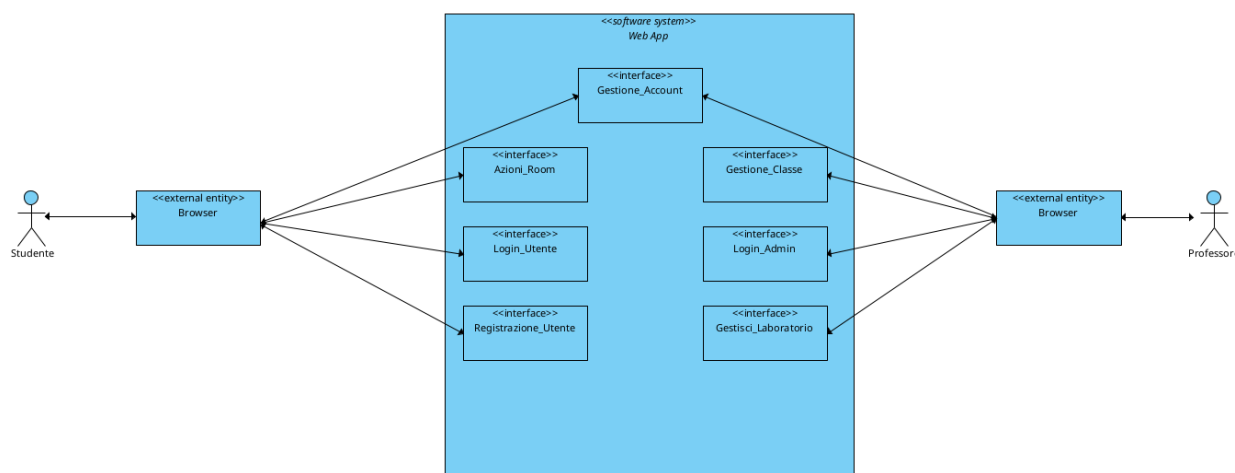 <<software system>>
Web App
<<interface>>
Gestione_Account
<<interface>>
Azioni_Room
<<interface>>
Gestione_Classe
<<external entity>>
Browser
<<external entity>>
Browser
<<interface>>
Login_Utente
<<interface>>
Login_Admin
Studente
Professor
<<interface>>
Registrazione_Utente
<<interface>>
Gestisci_Laboratorio